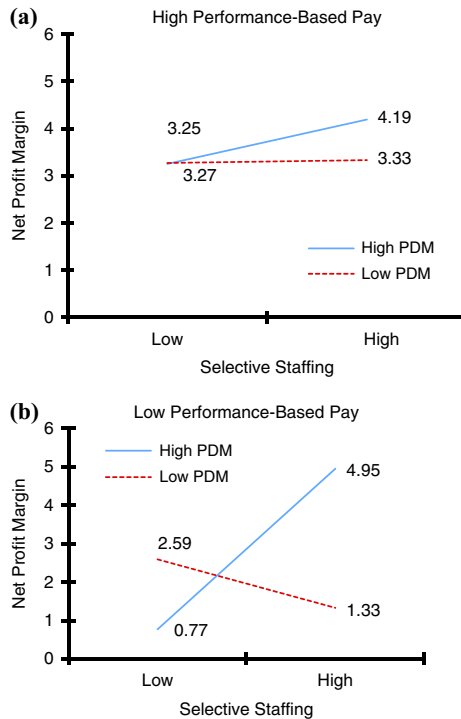 (a)
High Performance-Based Pay
Net Profit Margin
6
5
4
3
2
1
0
3.25
3.27
4.19
3.33
High PDM
Low PDM
Low
High
Selective Staffing
(b)
Low Performance-Based Pay
Net Profit Margin
6
5
4
3
2
1
0
High PDM
Low PDM
2.59
0.77
4.95
1.33
Low
High
Selective Staffing